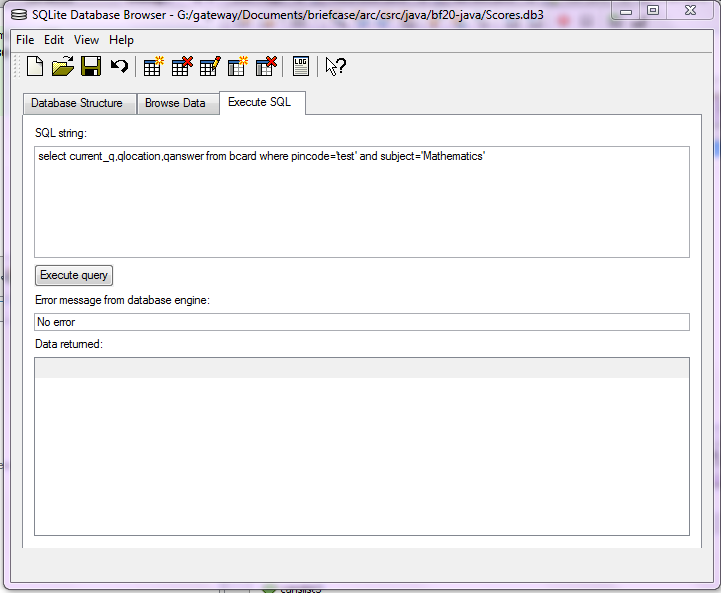 SQLite Database Browser - G:/gateway/Documents/briefcase/arc/csrc/java/bf20-java/Scores.db3
File Edit View Help
LOG
Database Structure Browse Data Execute SQL
SQL string:
select current_q,qlocation,qanswer from bcard where pincode='test' and subject='Mathematics'
Execute query
Error message from database engine:
No error
Data returned: